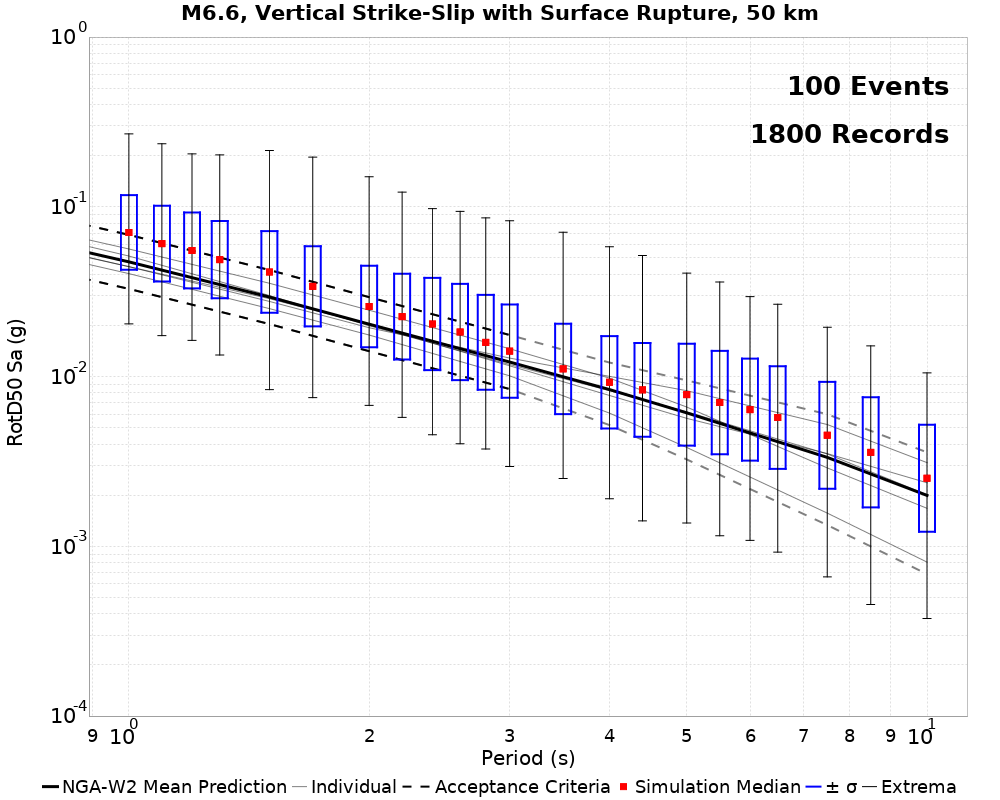 M6.6, Vertical Strike-Slip with Surface Rupture, 50 km
100 Events
1800 Records
RotD50 Sa (g)
10^0
10^-1
10^-2
10^-3
10^-4
9 10^0 2 3 4 5 6 7 8 9 10^1
Period (s)
NGA-W2 Mean Prediction Individual Acceptance Criteria Simulation Median ± σ Extrema